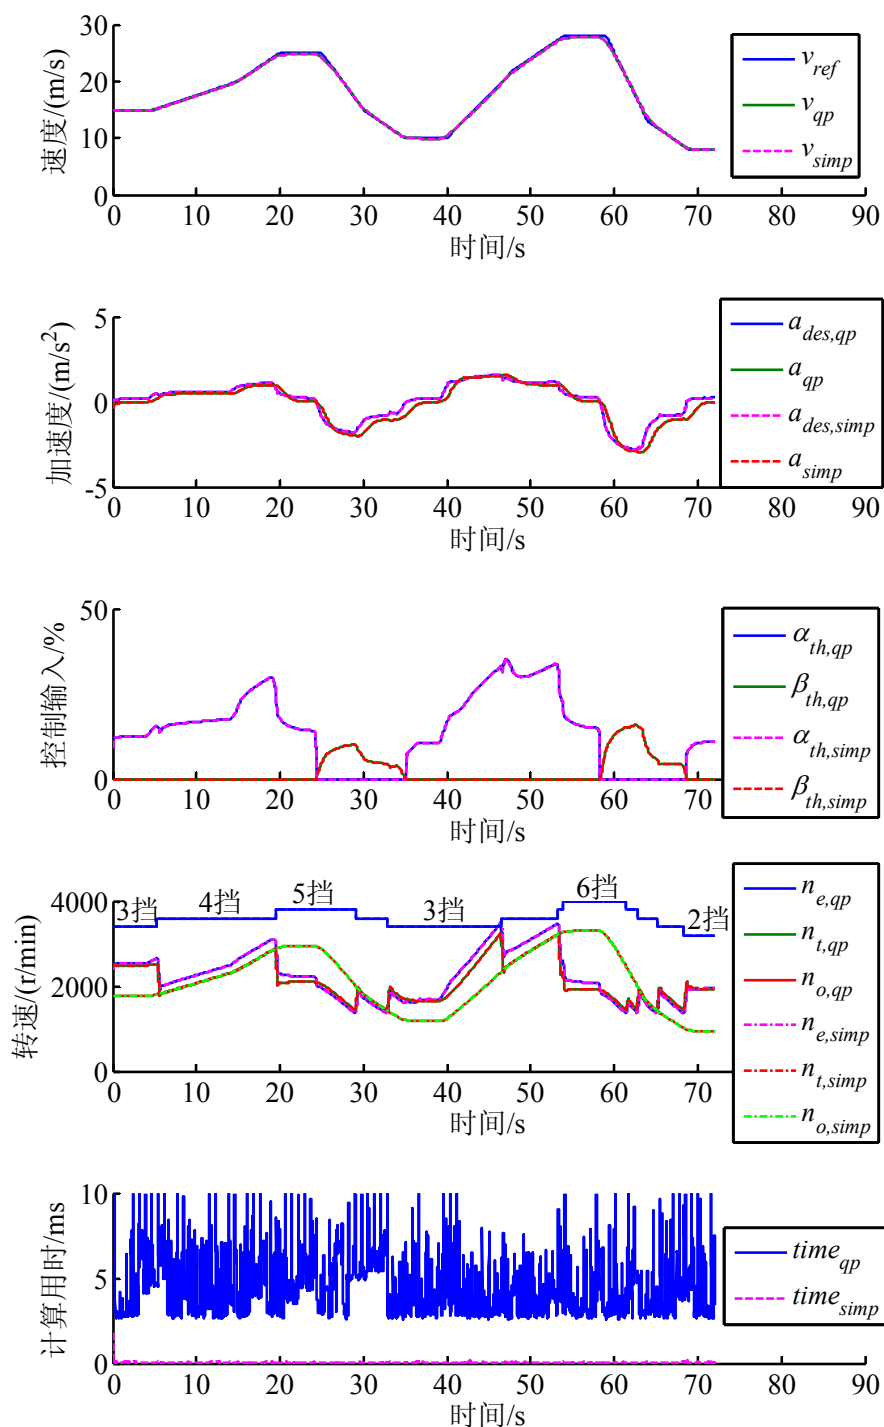 30
20
10
0
速度/(m/s)
0 10 20 30 40 50 60 70 80 90
时间/s
v_ref
v_qp
v_simp
5
0
-5
加速度/(m/s²)
0 10 20 30 40 50 60 70 80 90
时间/s
a_des,qp
a_qp
a_des,simp
a_simp
50
0
控制输入/%
0 10 20 30 40 50 60 70 80 90
时间/s
α_th,qp
β_th,qp
α_th,simp
β_th,simp
4000
2000
0
转速/(r/min)
3挡 4挡 5挡 3挡 6挡 2挡
0 10 20 30 40 50 60 70 80 90
时间/s
n_e,qp
n_t,qp
n_o,qp
n_e,simp
n_t,simp
n_o,simp
10
5
0
计算用时/ms
0 10 20 30 40 50 60 70 80 90
时间/s
time_qp
time_simp